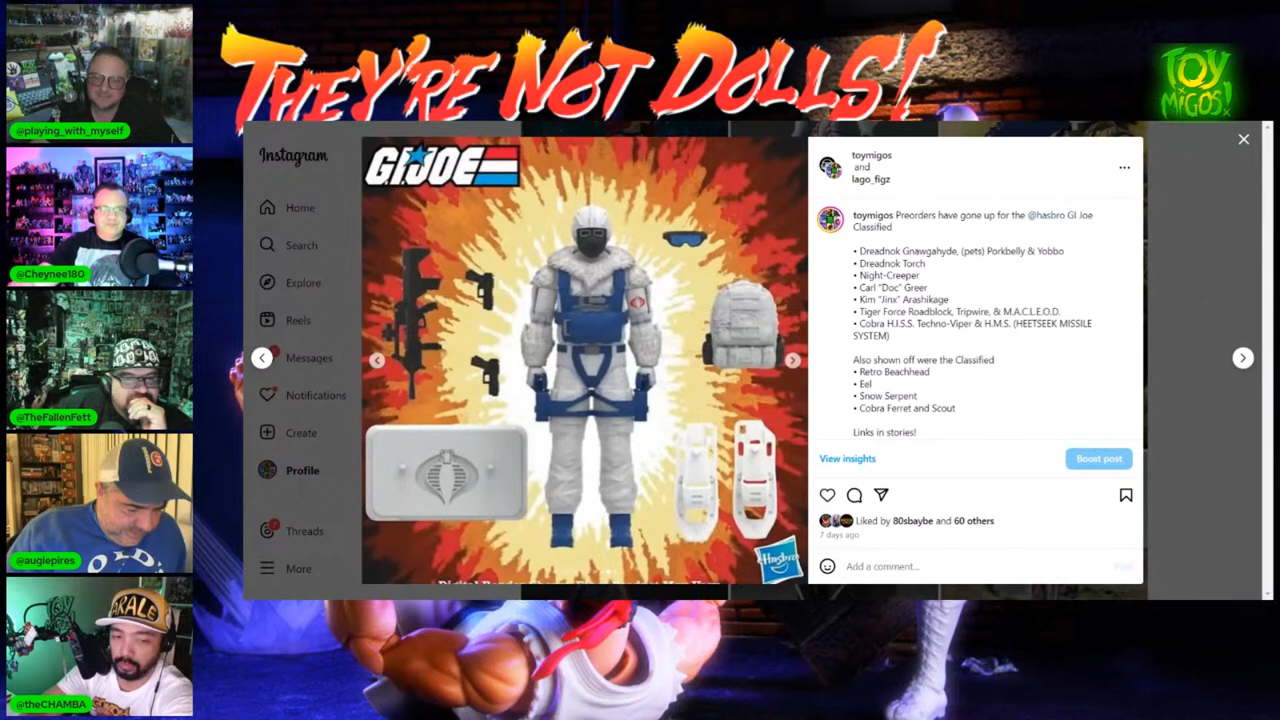 THEY'RE NOT DOLLS!
TOY
MIGOS!
@playing_with_myself
@Cheynee180
@TheFallenFett
@augiepires
ARALE
@theCHAMBA
Instagram
Home
Search
Explore
Reels
Messages
Notifications
Create
Profile
Threads
More
G.I.JOE
Hasbro
toymigos
and
lago_figz
toymigos Preorders have gone up for the @hasbro GI Joe
Classified
• Dreadnok Gnawgahyde, (pets) Porkbelly & Yobbo
• Dreadnok Torch
• Night-Creeper
• Carl "Doc" Greer
• Kim "Jinx" Arashikage
• Tiger Force Roadblock, Tripwire, & M.A.C.L.E.O.D.
• Cobra H.I.S.S. Techno-Viper & H.M.S. (HEETSEEK MISSILE
SYSTEM)
Also shown off were the Classified
• Retro Beachhead
• Eel
• Snow Serpent
• Cobra Ferret and Scout
Links in stories!
View insights
Boost post
Liked by 80sbaybe and 60 others
7 days ago
Add a comment...
Post